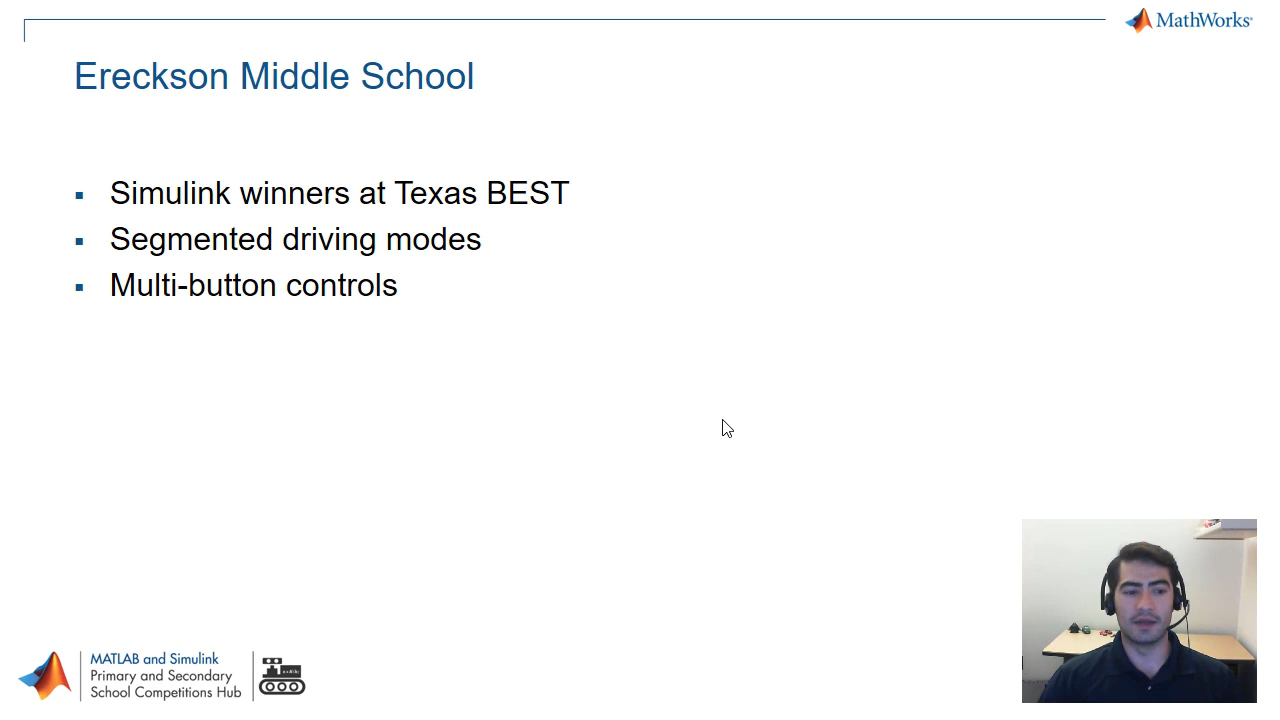 MathWorks
Ereckson Middle School
Simulink winners at Texas BEST
Segmented driving modes
Multi-button controls
MATLAB and Simulink
Primary and Secondary
School Competitions Hub